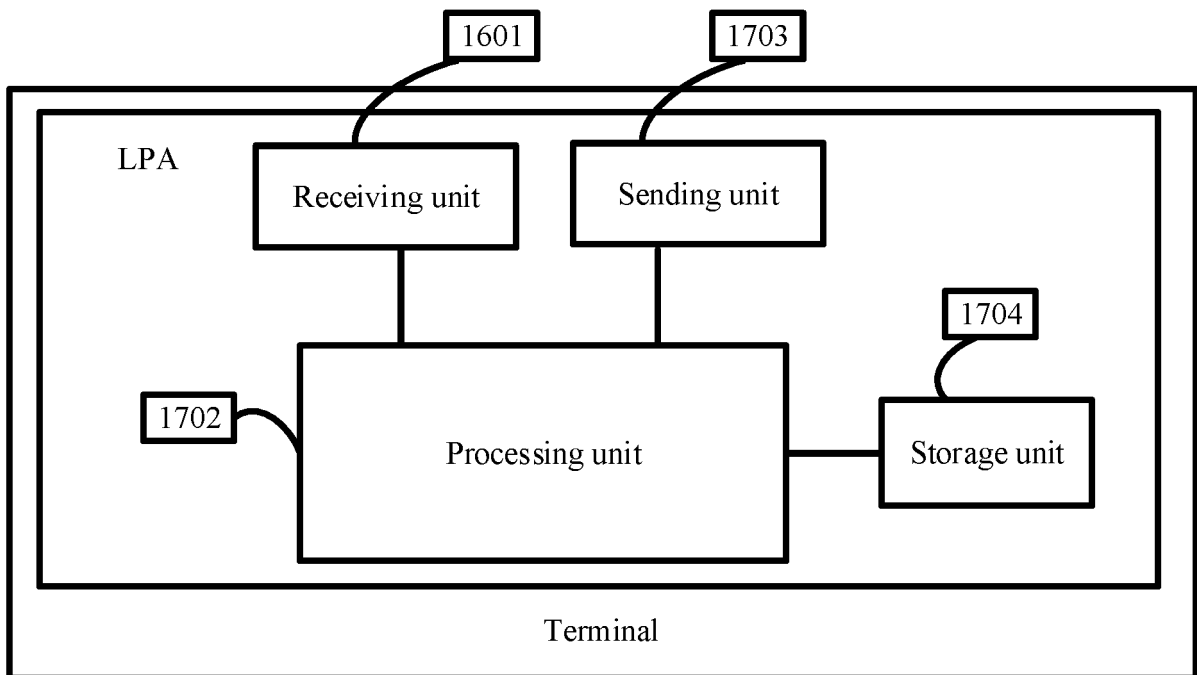 1601
1703
LPA
Receiving unit
Sending unit
1704
1702
Processing unit
Storage unit
Terminal